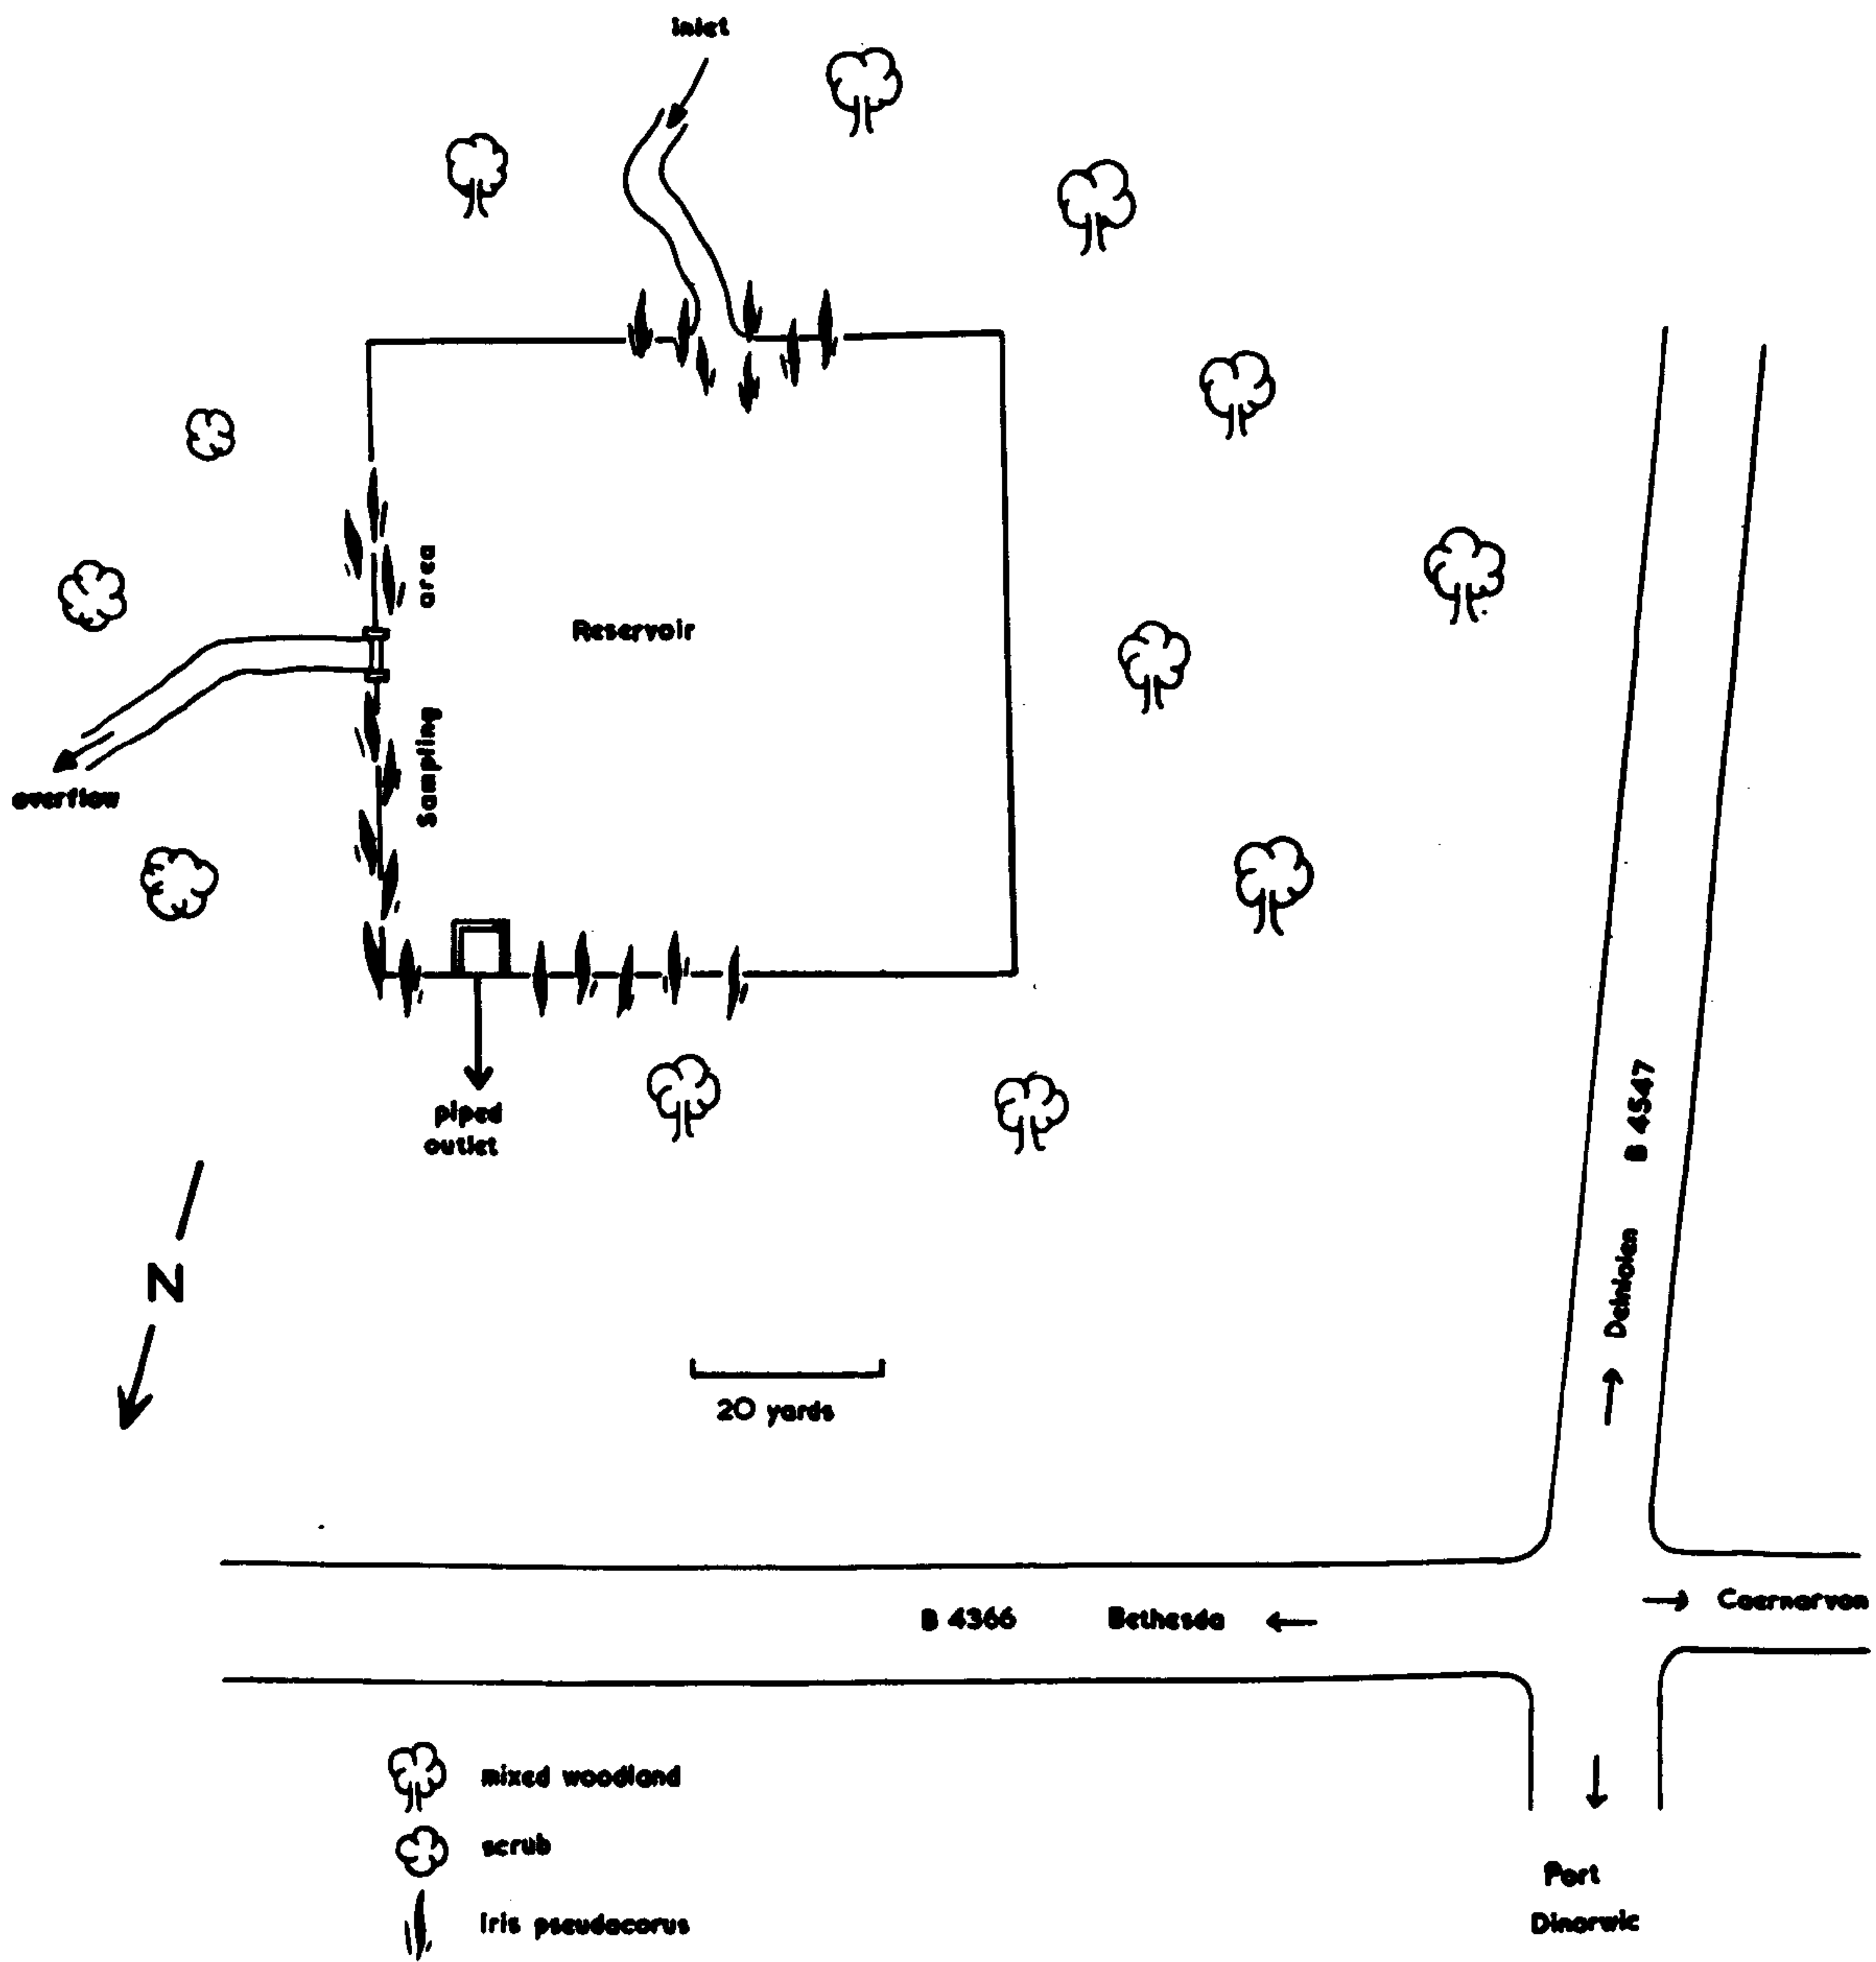 inlet
area
Reservoir
Sampling
overflow
piped
outlet
N
20 yards
B 4547
Deiniolen
B 4366 Bethesda
Caernarvon
mixed woodland
scrub
iris pseudacorus
Port
Dinorwic